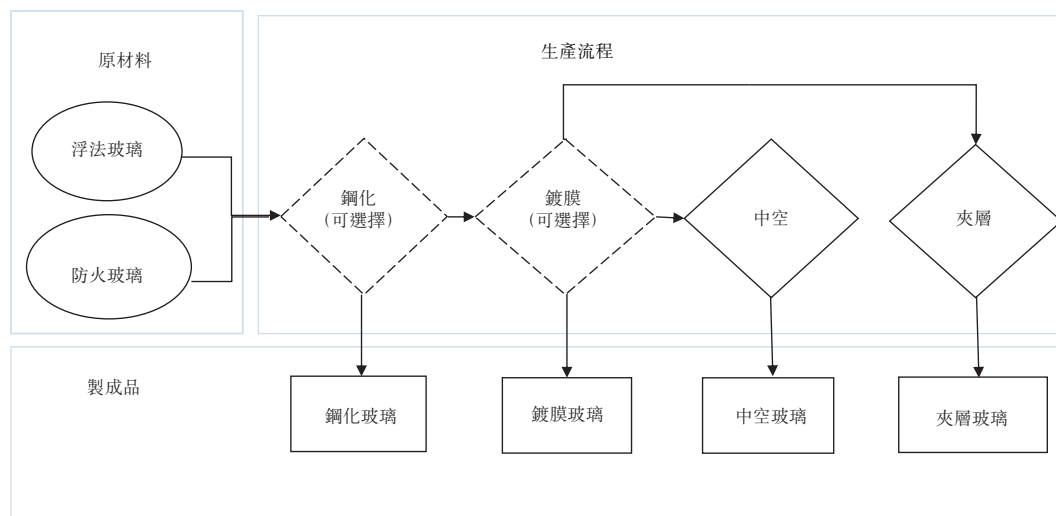 原材料
生產流程
浮法玻璃
防火玻璃
鋼化
(可選擇)
鍍膜
(可選擇)
中空
夾層
製成品
鋼化玻璃
鍍膜玻璃
中空玻璃
夾層玻璃